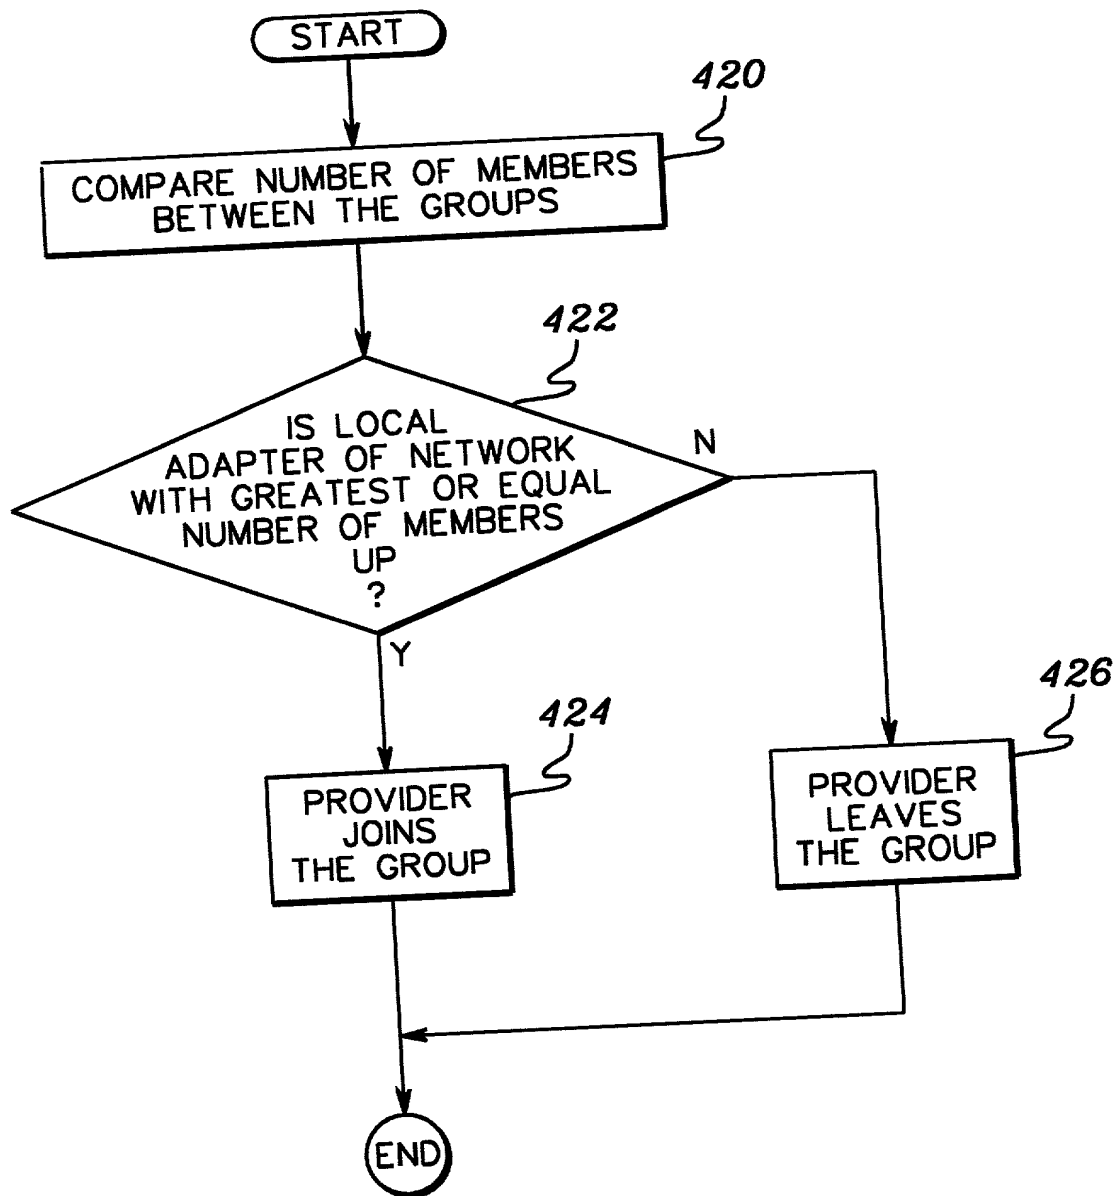 START
420
COMPARE NUMBER OF MEMBERS
BETWEEN THE GROUPS
422
IS LOCAL
ADAPTER OF NETWORK
WITH GREATEST OR EQUAL
NUMBER OF MEMBERS
UP
?
N
Y
424
PROVIDER
JOINS
THE GROUP
426
PROVIDER
LEAVES
THE GROUP
END